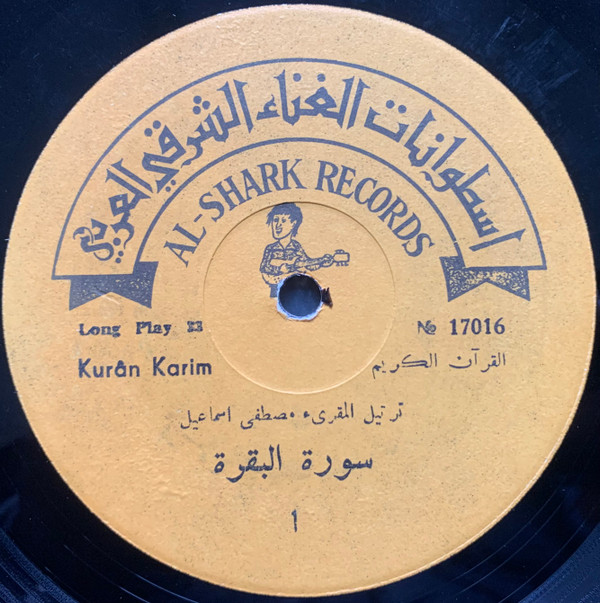 اسطوانات الغناء الشرقي العربي
AL-SHARK RECORDS
Long Play 33
№ 17016
Kurân Karim
القرآن الكريم
ترتيل المقرىء مصطفى اسماعيل
سورة البقرة
١